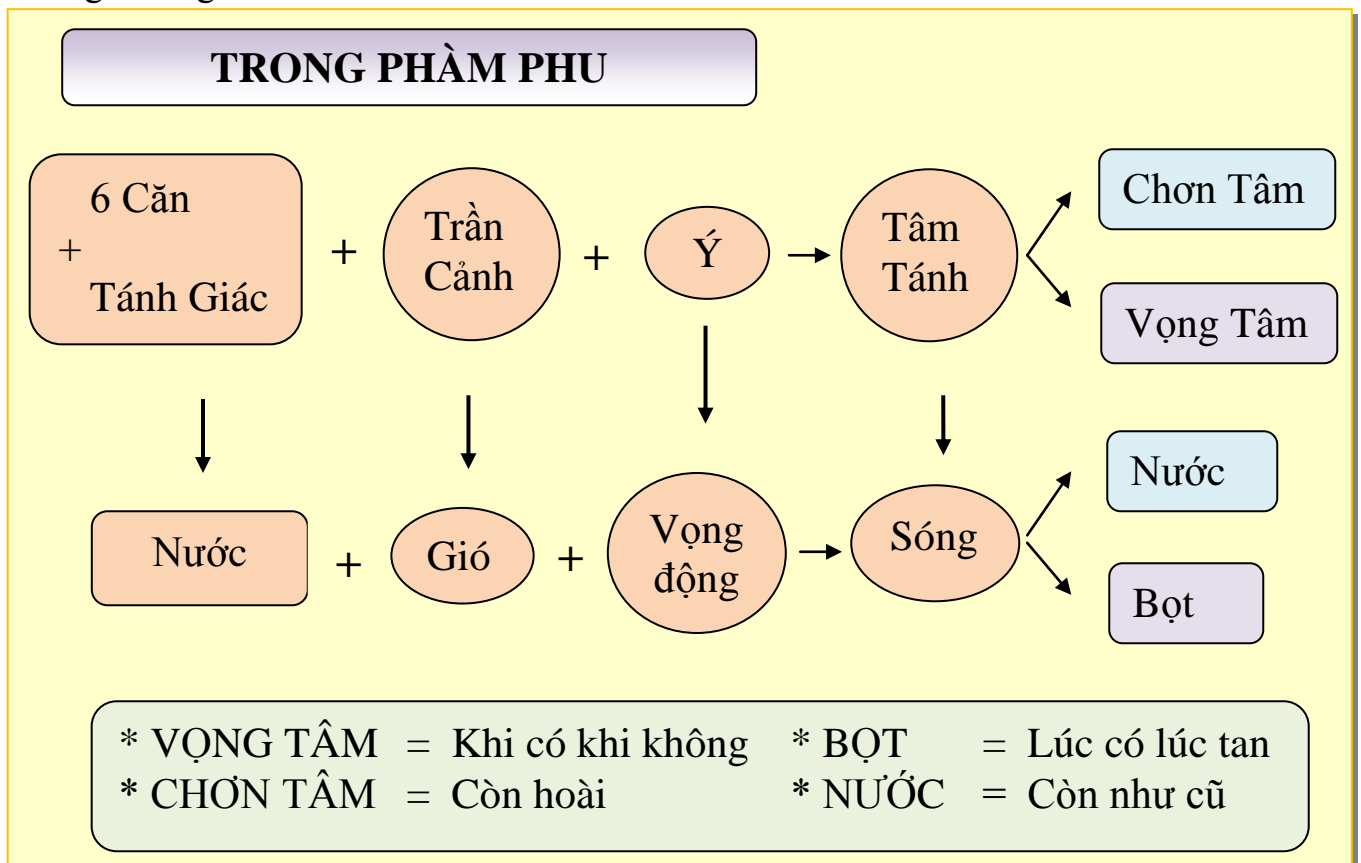 TRONG PHÀM PHU
6 Căn
+
Tánh Giác
+
Trần
Cảnh
+
Ý
Tâm
Tánh
Chơn Tâm
Vọng Tâm
Nước
+
Gió
+
Vọng
động
Sóng
Nước
Bọt
* VỌNG TÂM = Khi có khi không * BỌT = Lúc có lúc tan
* CHƠN TÂM = Còn hoài * NƯỚC = Còn như cũ